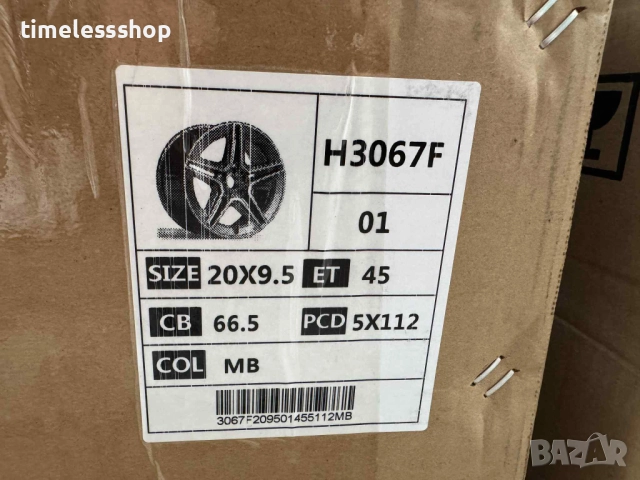 timelessshop
H3067F
01
SIZE 20X9.5 ET 45
CB 66.5 PCD 5X112
COL MB
3067F209501455112MB
BAZAR